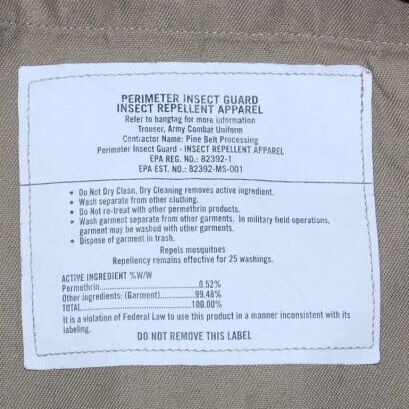 PERIMETER INSECT GUARD
INSECT REPELLENT APPAREL
Refer to hangtag for more information
Trouser, Army Combat Uniform
Contractor Name: Pine Belt Processing
Perimeter Insect Guard - INSECT REPELLENT APPAREL
EPA REG. NO.: 82392-1
EPA EST. NO.: 82392-MS-001
• Do Not Dry Clean, Dry Cleaning removes active ingredient.
• Wash separate from other clothing.
• Do Not re-treat with other permethrin products.
• Wash garment separate from other garments. In military field operations,
garment may be washed with other garments.
• Dispose of garment in trash.
Repels mosquitoes
Repellency remains effective for 25 washings.
ACTIVE INGREDIENT %W/W
Permethrin............................0.52%
Other ingredients: (Garment)..........99.48%
TOTAL................................100.00%
It is a violation of Federal Law to use this product in a manner inconsistent with its
labeling.
DO NOT REMOVE THIS LABEL